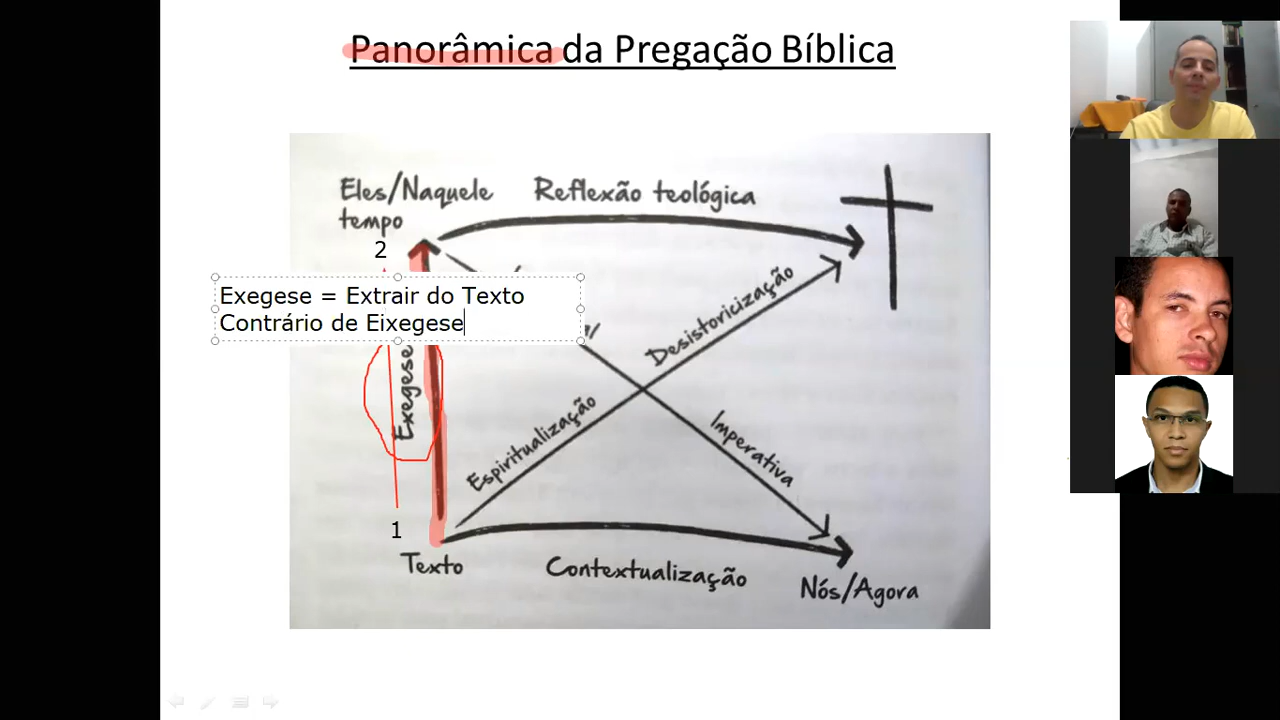 Panorâmica da Pregação Bíblica
Eles/Naquele
tempo
Reflexão teológica
2
Exegese = Extrair do Texto
Contrário de Eixegese
Desistoricização
Exegese
Espiritualização
Imperativa
1
Texto
Contextualização
Nós/Agora